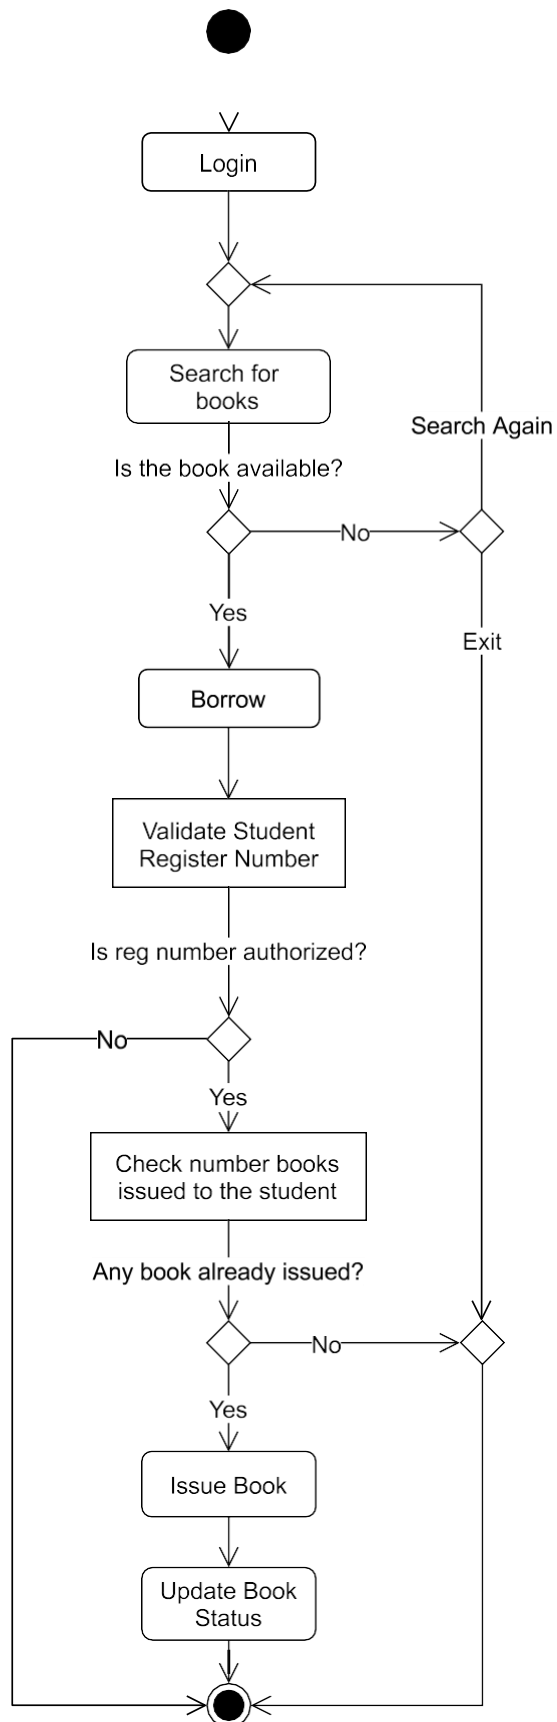 Login
Search for
books
Search Again
Is the book available?
No
Yes
Exit
Borrow
Validate Student
Register Number
Is reg number authorized?
No
Yes
Check number books
issued to the student
Any book already issued?
No
Yes
Issue Book
Update Book
Status